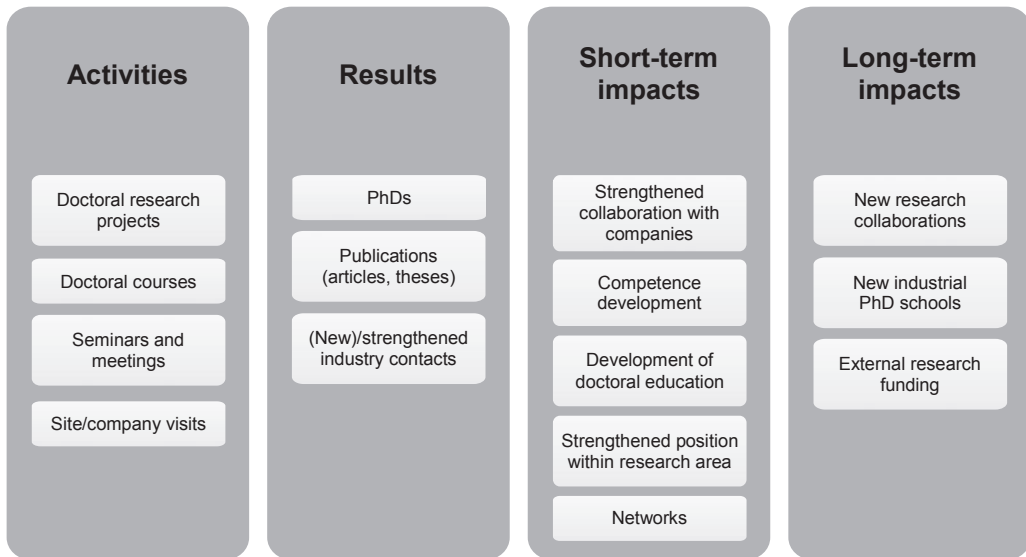 Activities
Doctoral research
projects
Doctoral courses
Seminars and
meetings
Site/company visits
Results
PhDs
Publications
(articles, theses)
(New)/strengthened
industry contacts
Short-term
impacts
Strengthened
collaboration with
companies
Competence
development
Development of
doctoral education
Strengthened position
within research area
Networks
Long-term
impacts
New research
collaborations
New industrial
PhD schools
External research
funding